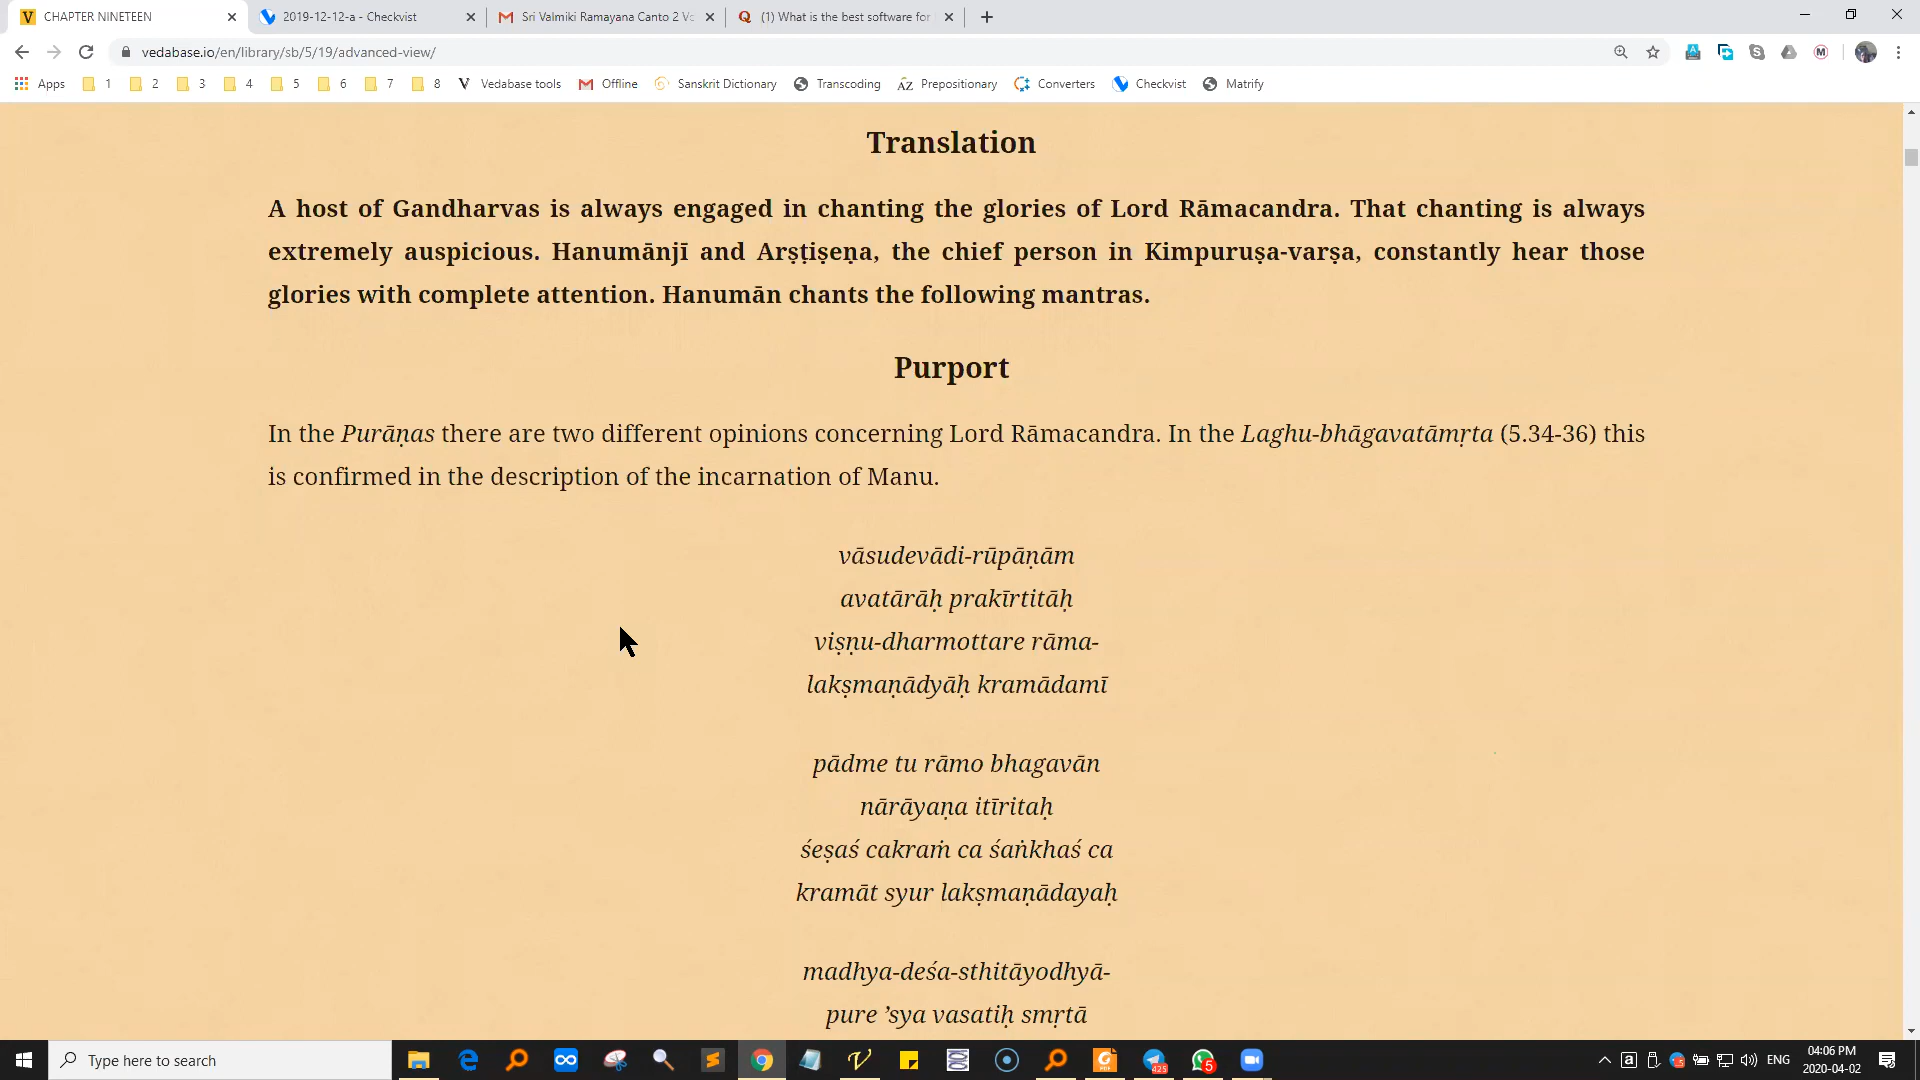 CHAPTER NINETEEN
2019-12-12-a - Checkvist
Sri Valmiki Ramayana Canto 2 Vo
(1) What is the best software for
vedabase.io/en/library/sb/5/19/advanced-view/
Apps 1 2 3 4 5 6 7 8 Vedabase tools Offline Sanskrit Dictionary Transcoding Prepositionary Converters Checkvist Matrify
Translation
A host of Gandharvas is always engaged in chanting the glories of Lord Rāmacandra. That chanting is always
extremely auspicious. Hanumānjī and Arṣṭiṣeṇa, the chief person in Kimpuruṣa-varṣa, constantly hear those
glories with complete attention. Hanumān chants the following mantras.
Purport
In the Purāṇas there are two different opinions concerning Lord Rāmacandra. In the Laghu-bhāgavatāmṛta (5.34-36) this
is confirmed in the description of the incarnation of Manu.
vāsudevādi-rūpāṇām
avatārāḥ prakīrtitāḥ
viṣṇu-dharmottare rāma-
lakṣmaṇādyāḥ kramādamī
pādme tu rāmo bhagavān
nārāyaṇa itīritaḥ
śeṣaś cakraṁ ca śaṅkhaś ca
kramāt syur lakṣmaṇādayaḥ
madhya-deśa-sthitāyodhyā-
pure ’sya vasatiḥ smṛtā
Type here to search
425
5
ENG
04:06 PM
2020-04-02